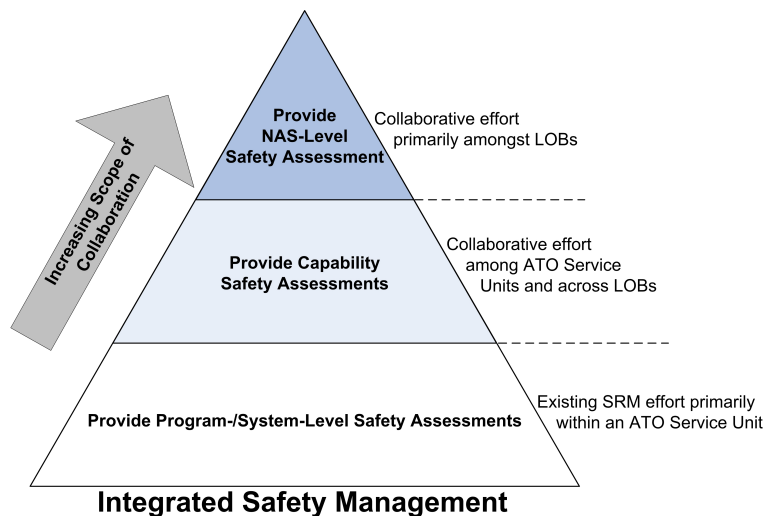 Provide
NAS-Level
Safety Assessment
Collaborative effort
primarily amongst LOBs
Increasing Scope of
Collaboration
Provide Capability
Safety Assessments
Collaborative effort
among ATO Service
Units and across LOBs
Provide Program-/System-Level Safety Assessments
Existing SRM effort primarily
within an ATO Service Unit
Integrated Safety Management